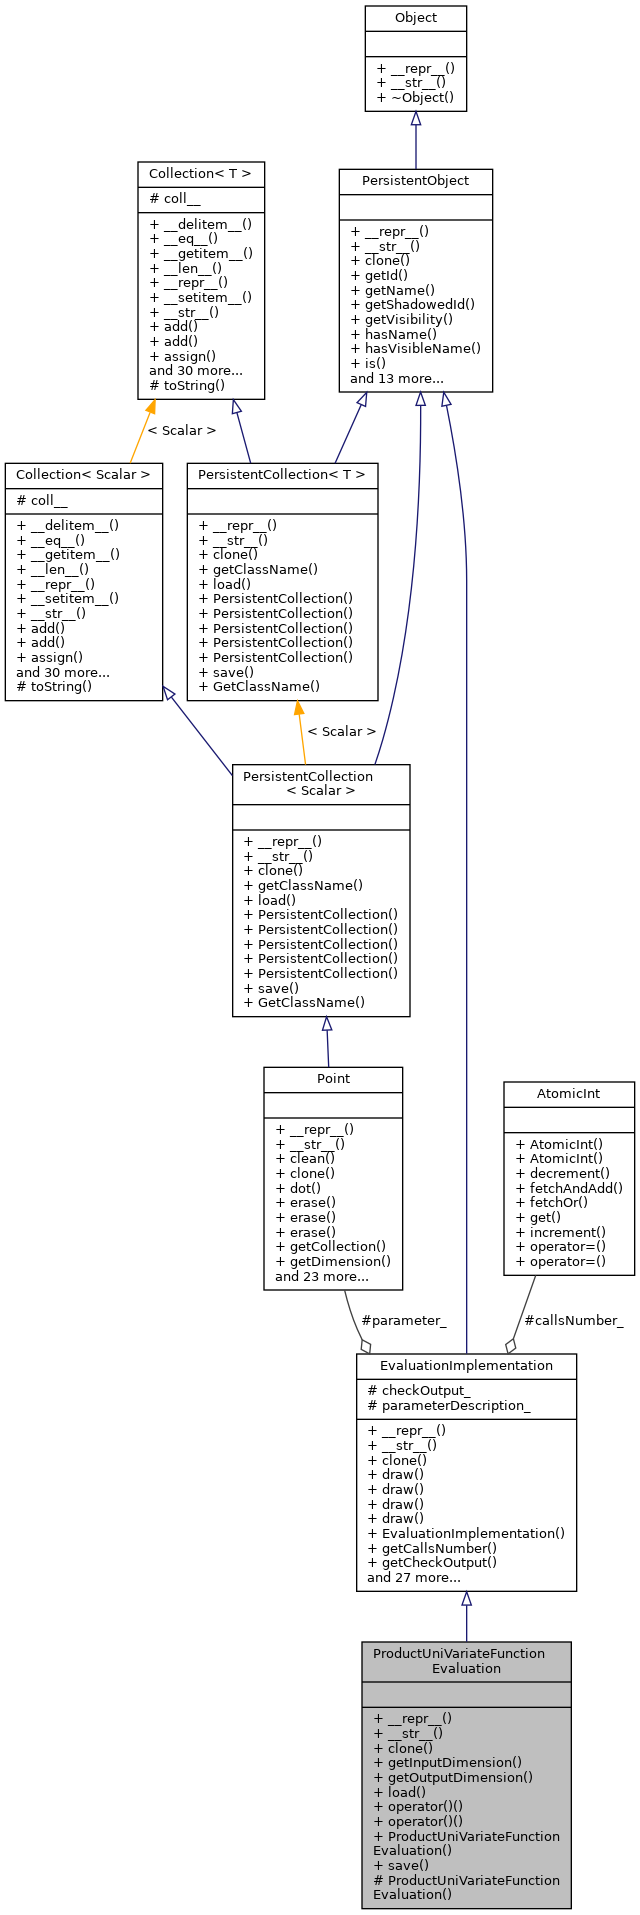 Object
+ __repr__()
+ __str__()
+ ~Object()
Collection< T >
# coll__
+ __delitem__()
+ __eq__()
+ __getitem__()
+ __len__()
+ __repr__()
+ __setitem__()
+ __str__()
+ add()
+ add()
+ assign()
and 30 more...
# toString()
PersistentObject
+ __repr__()
+ __str__()
+ clone()
+ getId()
+ getName()
+ getShadowedId()
+ getVisibility()
+ hasName()
+ hasVisibleName()
+ is()
and 13 more...
< Scalar >
Collection< Scalar >
# coll__
+ __delitem__()
+ __eq__()
+ __getitem__()
+ __len__()
+ __repr__()
+ __setitem__()
+ __str__()
+ add()
+ add()
+ assign()
and 30 more...
# toString()
PersistentCollection< T >
+ __repr__()
+ __str__()
+ clone()
+ getClassName()
+ load()
+ PersistentCollection()
+ PersistentCollection()
+ PersistentCollection()
+ PersistentCollection()
+ PersistentCollection()
+ save()
+ GetClassName()
< Scalar >
PersistentCollection
< Scalar >
+ __repr__()
+ __str__()
+ clone()
+ getClassName()
+ load()
+ PersistentCollection()
+ PersistentCollection()
+ PersistentCollection()
+ PersistentCollection()
+ PersistentCollection()
+ save()
+ GetClassName()
Point
+ __repr__()
+ __str__()
+ clean()
+ clone()
+ dot()
+ erase()
+ erase()
+ erase()
+ getCollection()
+ getDimension()
and 23 more...
AtomicInt
+ AtomicInt()
+ AtomicInt()
+ decrement()
+ fetchAndAdd()
+ fetchOr()
+ get()
+ increment()
+ operator=()
+ operator=()
#parameter_
#callsNumber_
EvaluationImplementation
# checkOutput_
# parameterDescription_
+ __repr__()
+ __str__()
+ clone()
+ draw()
+ draw()
+ draw()
+ draw()
+ EvaluationImplementation()
+ getCallsNumber()
+ getCheckOutput()
and 27 more...
ProductUniVariateFunction
Evaluation
+ __repr__()
+ __str__()
+ clone()
+ getInputDimension()
+ getOutputDimension()
+ load()
+ operator()()
+ operator()()
+ ProductUniVariateFunction
Evaluation()
+ save()
# ProductUniVariateFunction
Evaluation()